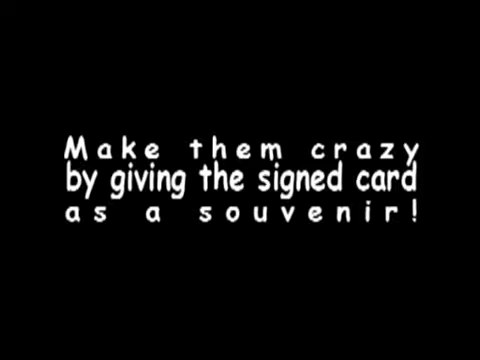 Make them crazy
by giving the signed card
as a souvenir!